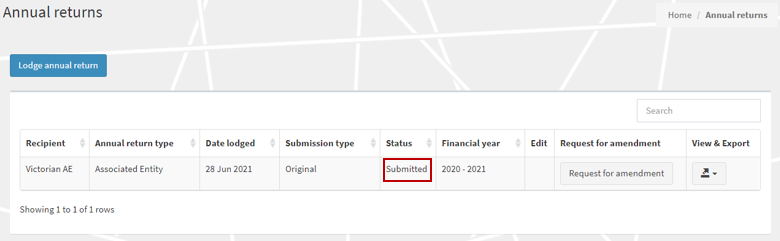 Annual returns
Home / Annual returns
Lodge annual return
Search
Recipient Annual return type Date lodged Submission type Status Financial year Edit Request for amendment View & Export
Victorian AE Associated Entity 28 Jun 2021 Original Submitted 2020 - 2021 Request for amendment
Showing 1 to 1 of 1 rows